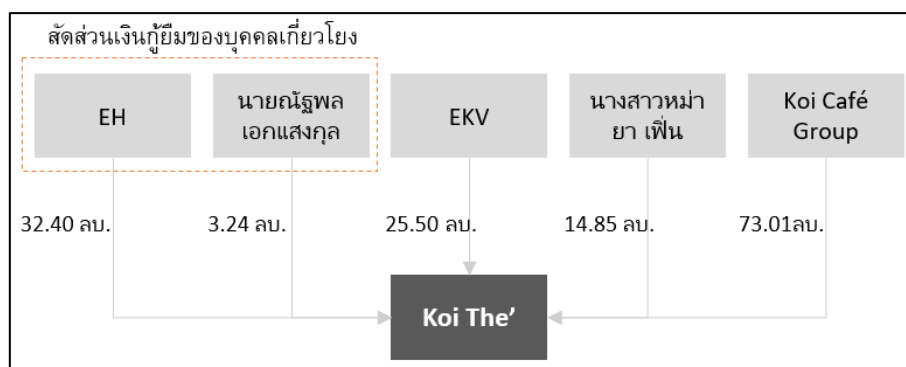 สัดส่วนเงินกู้ยืมของบุคคลเกี่ยวโยง
EH
นายณัฐพล
เอกแสงกุล
EKV
นางสาวหม่า
ยา เฟิ่น
Koi Café
Group
32.40 ลบ.
3.24 ลบ.
25.50 ลบ.
14.85 ลบ.
73.01ลบ.
Koi The’